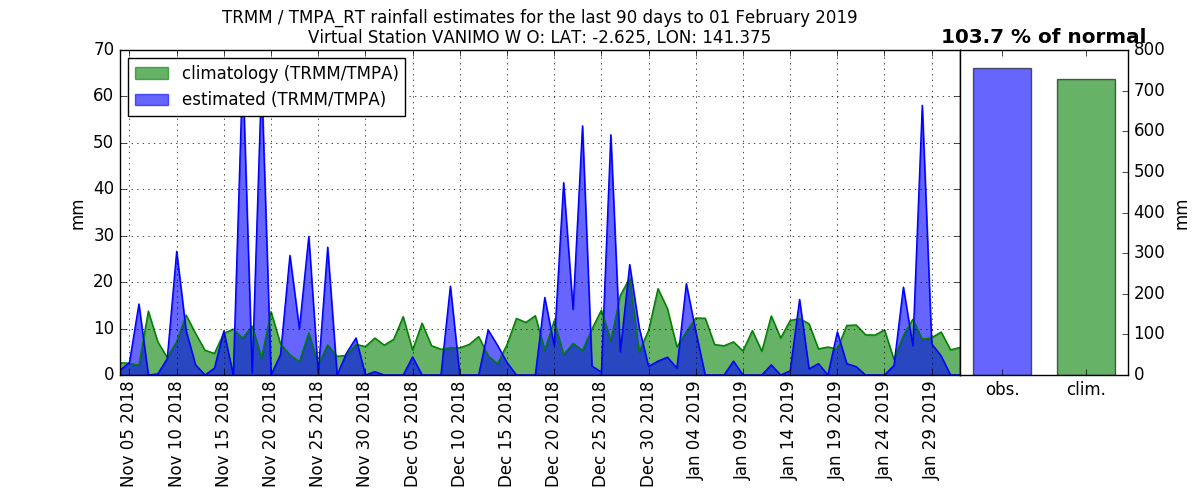 TRMM / TMPA_RT rainfall estimates for the last 90 days to 01 February 2019
Virtual Station VANIMO W O: LAT: -2.625, LON: 141.375
103.7 % of normal
climatology (TRMM/TMPA)
estimated (TRMM/TMPA)
70
60
50
40
30
20
10
0
mm
Nov 05 2018
Nov 10 2018
Nov 15 2018
Nov 20 2018
Nov 25 2018
Nov 30 2018
Dec 05 2018
Dec 10 2018
Dec 15 2018
Dec 20 2018
Dec 25 2018
Dec 30 2018
Jan 04 2019
Jan 09 2019
Jan 14 2019
Jan 19 2019
Jan 24 2019
Jan 29 2019
obs.
clim.
800
700
600
500
400
300
200
100
0
mm